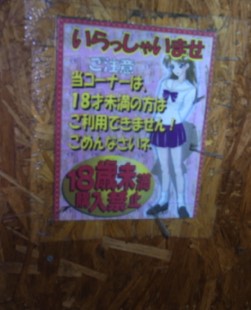 いらっしゃいませ
ご注意
当コーナーは、
18才未満の方は
ご利用できません!
ごめんなさいネ
18歳未満
購入禁止